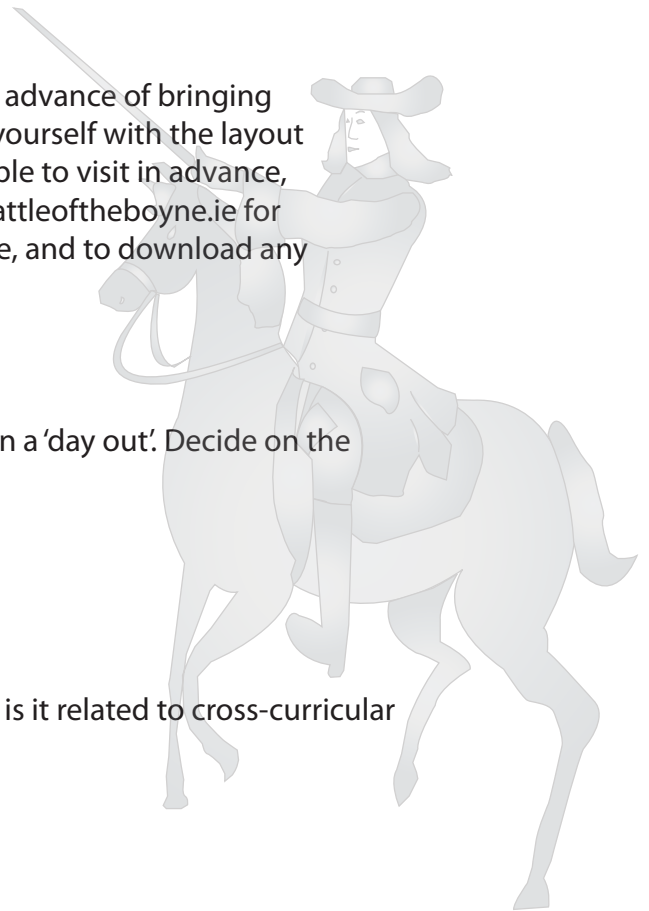 advance of bringing
yourself with the layout
ble to visit in advance,
attleoftheboyne.ie for
e, and to download any
n a ‘day out’. Decide on the
is it related to cross-curricular